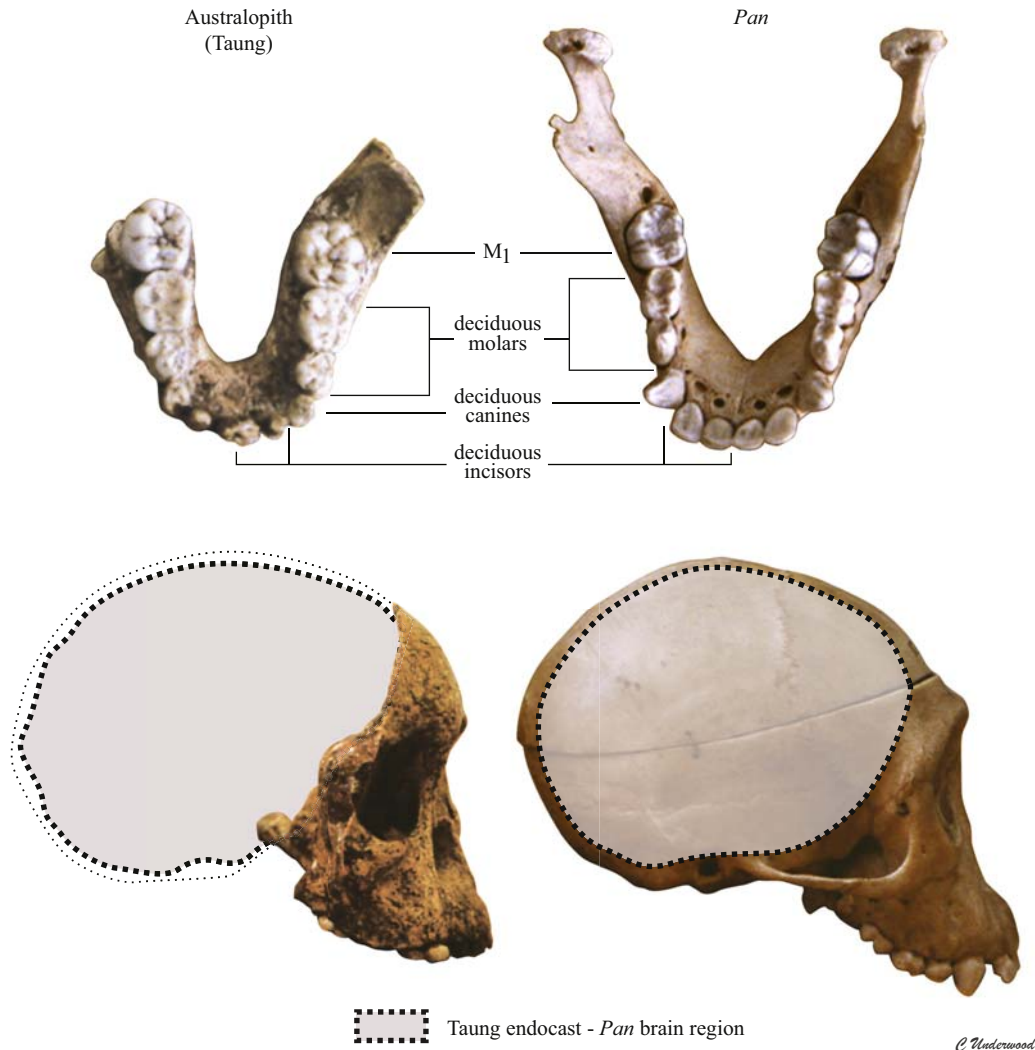 Australopith
(Taung)
Pan
M1
deciduous
molars
deciduous
canines
deciduous
incisors
Taung endocast - Pan brain region
C Underwood